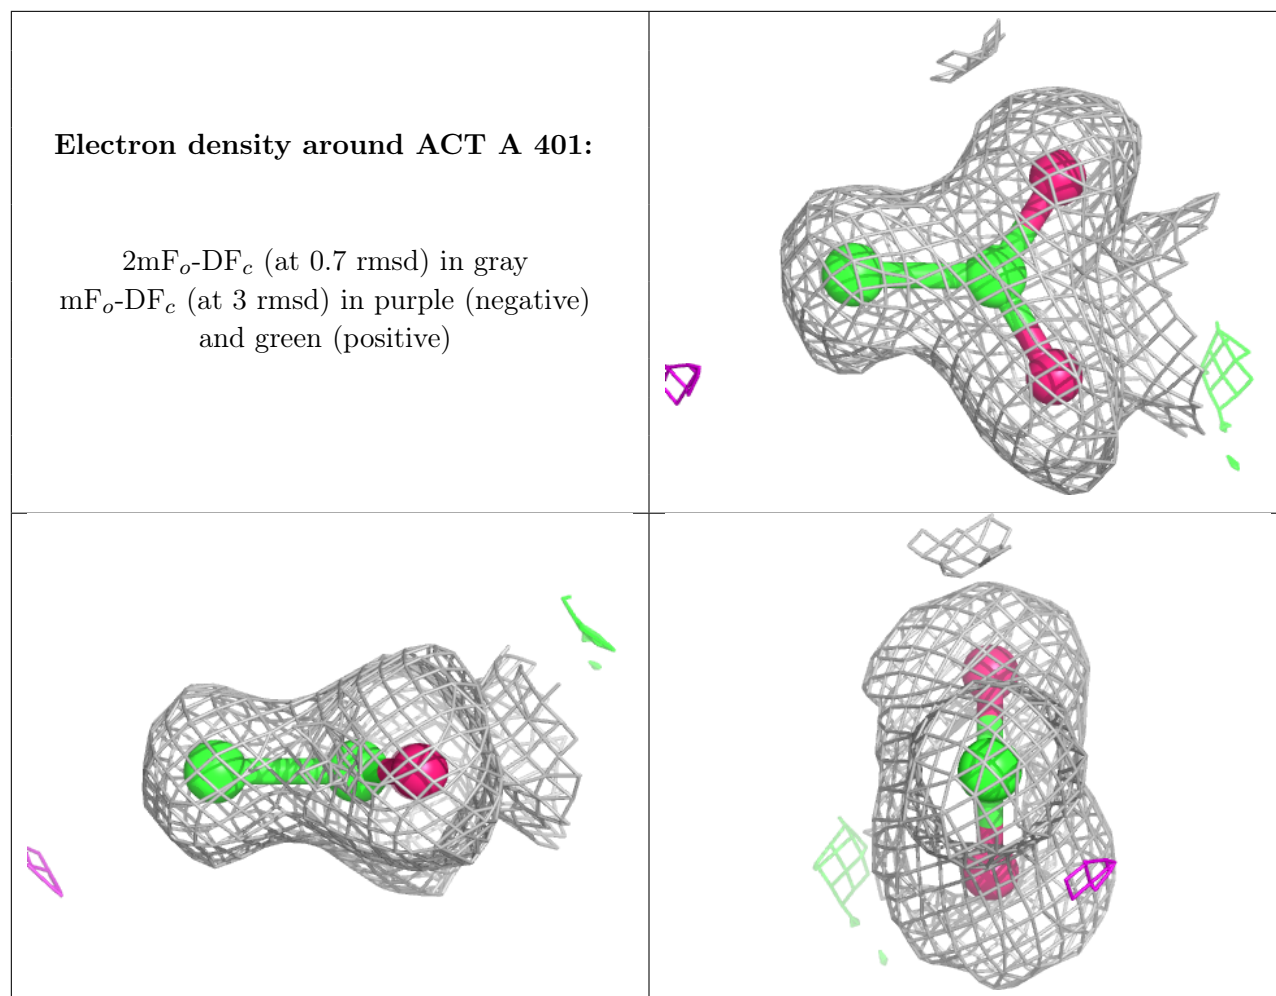 Electron density around ACT A 401:
2mFo-DFc (at 0.7 rmsd) in gray
mFo-DFc (at 3 rmsd) in purple (negative)
and green (positive)